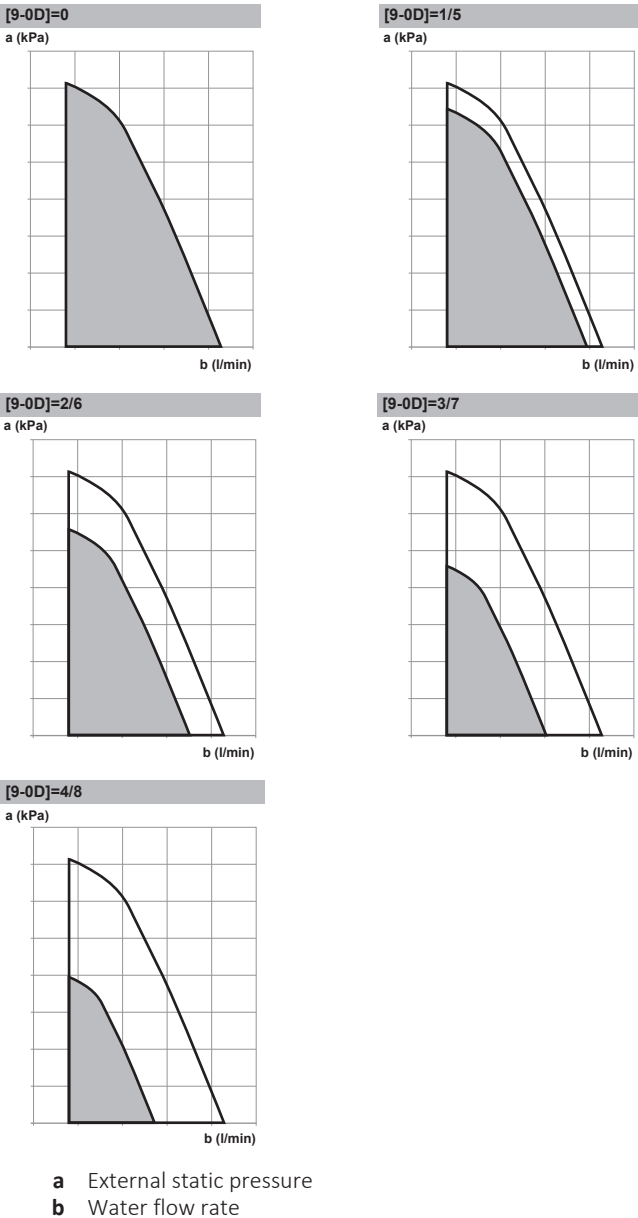 [9-0D]=0
a (kPa)
b (l/min)
[9-0D]=1/5
a (kPa)
b (l/min)
[9-0D]=2/6
a (kPa)
b (l/min)
[9-0D]=3/7
a (kPa)
b (l/min)
[9-0D]=4/8
a (kPa)
b (l/min)
a External static pressure
b Water flow rate